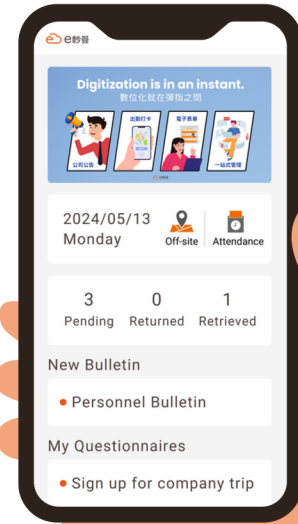 e秒簽
Digitization is in an instant.
數位化就在彈指之間
公司公告
出勤打卡
電子表單
一站式管理
2024/05/13
Monday
Off-site
Attendance
3
0
1
Pending
Returned
Retrieved
New Bulletin
Personnel Bulletin
My Questionnaires
Sign up for company trip